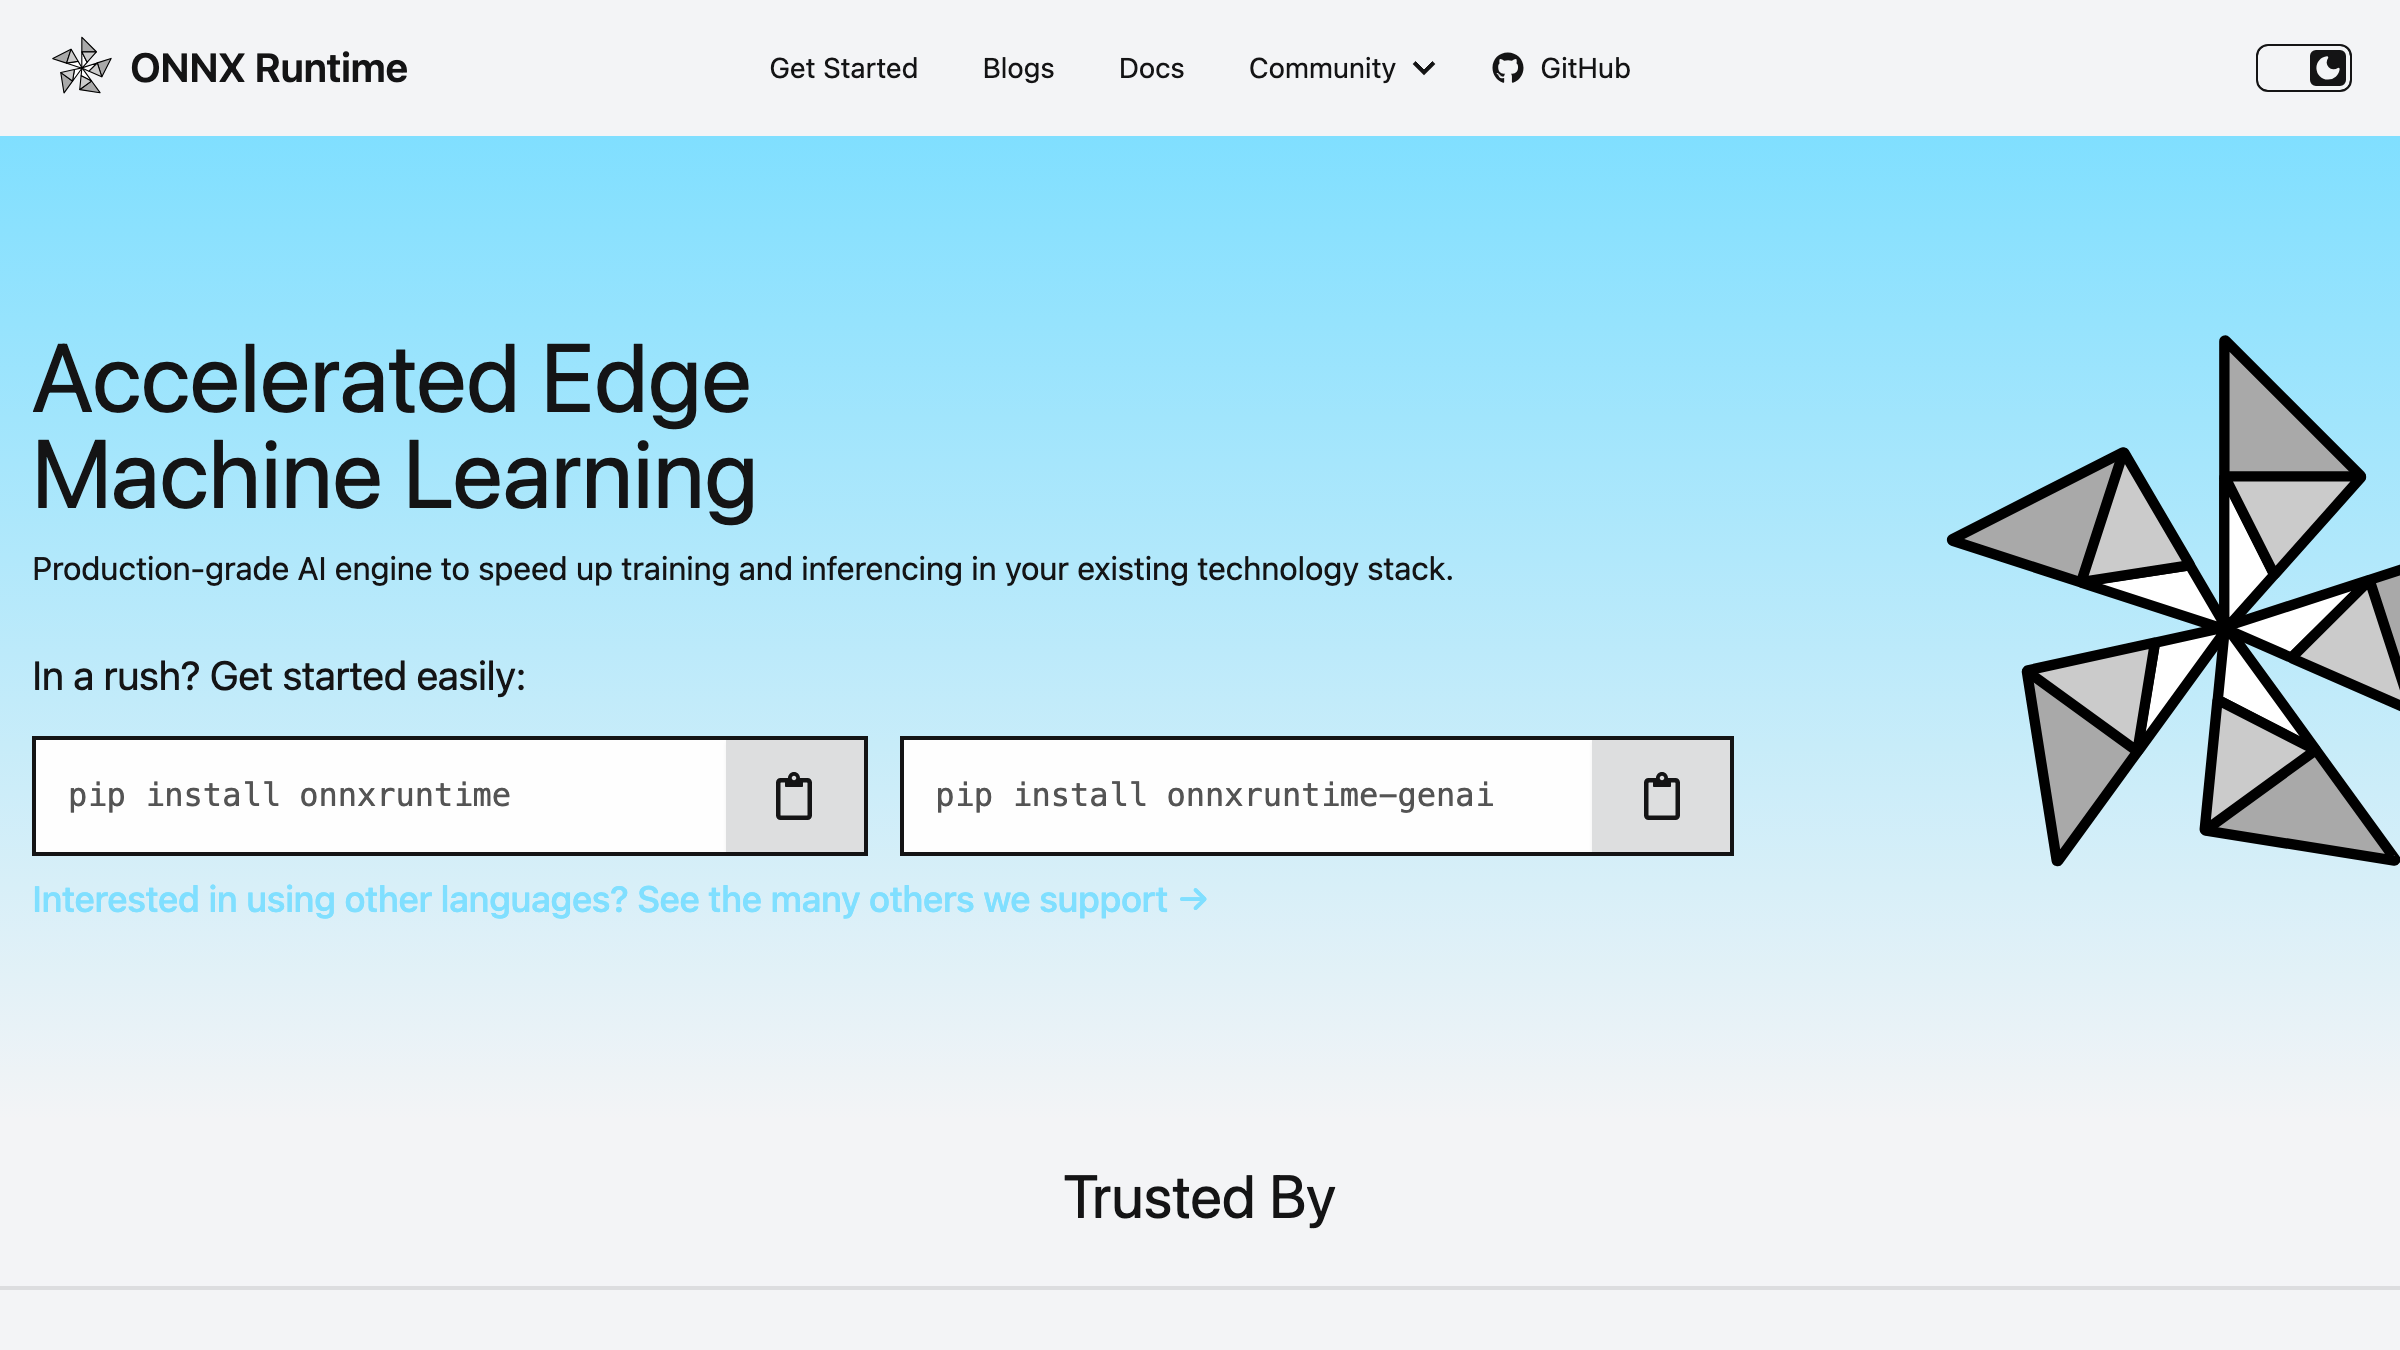 ONNX Runtime
Get Started
Blogs
Docs
Community
GitHub
Accelerated Edge
Machine Learning
Production-grade AI engine to speed up training and inferencing in your existing technology stack.
In a rush? Get started easily:
pip install onnxruntime
pip install onnxruntime-genai
Interested in using other languages? See the many others we support →
Trusted By